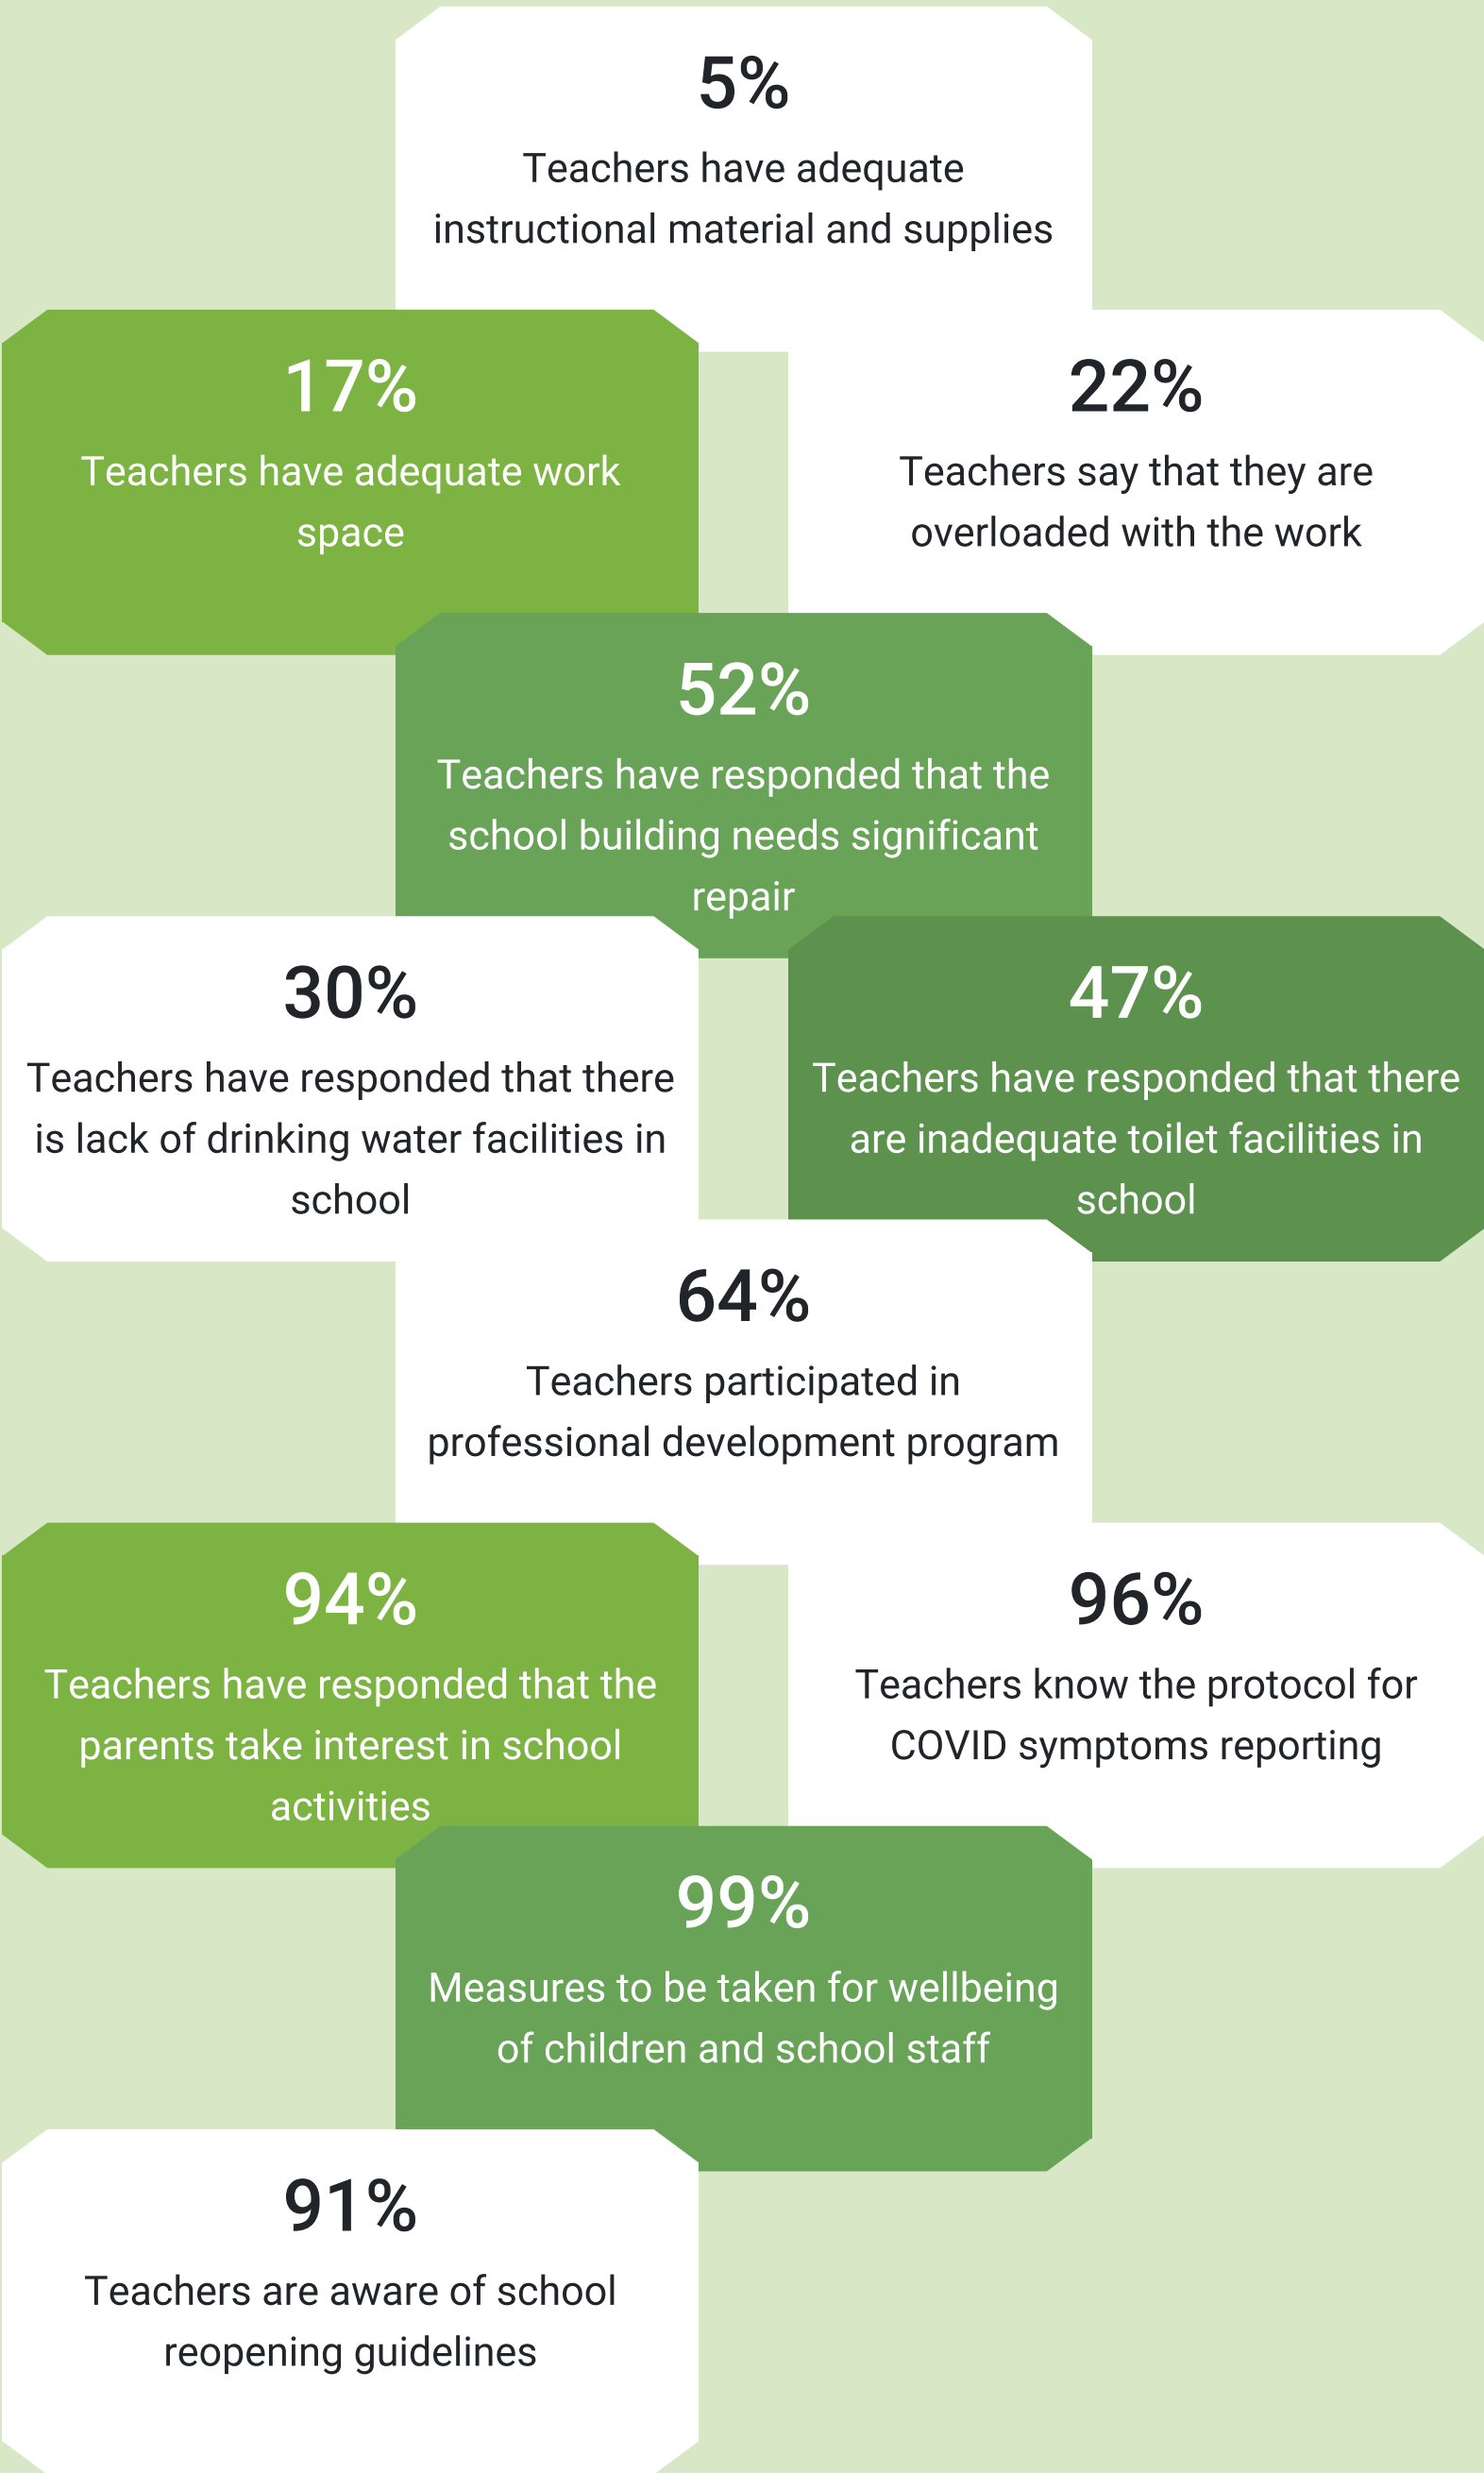 5%
Teachers have adequate
instructional material and supplies
17%
Teachers have adequate work
space
22%
Teachers say that they are
overloaded with the work
52%
Teachers have responded that the
school building needs significant
repair
30%
Teachers have responded that there
is lack of drinking water facilities in
school
47%
Teachers have responded that there
are inadequate toilet facilities in
school
64%
Teachers participated in
professional development program
94%
Teachers have responded that the
parents take interest in school
activities
96%
Teachers know the protocol for
COVID symptoms reporting
99%
Measures to be taken for wellbeing
of children and school staff
91%
Teachers are aware of school
reopening guidelines